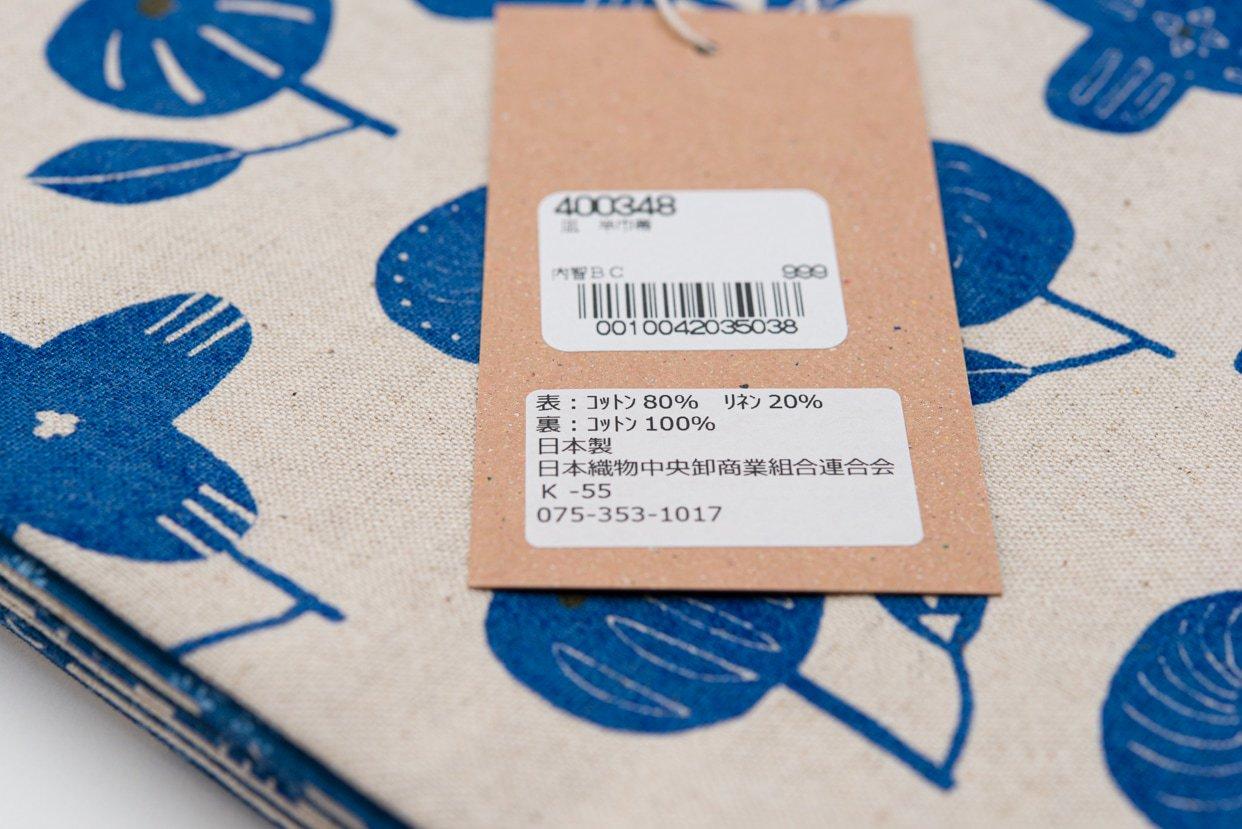 400348
内智BC 999
0010042035038
表：コットン 80%　リネン 20%
裏：コットン 100%
日本製
日本織物中央卸商業組合連合会
K -55
075-353-1017